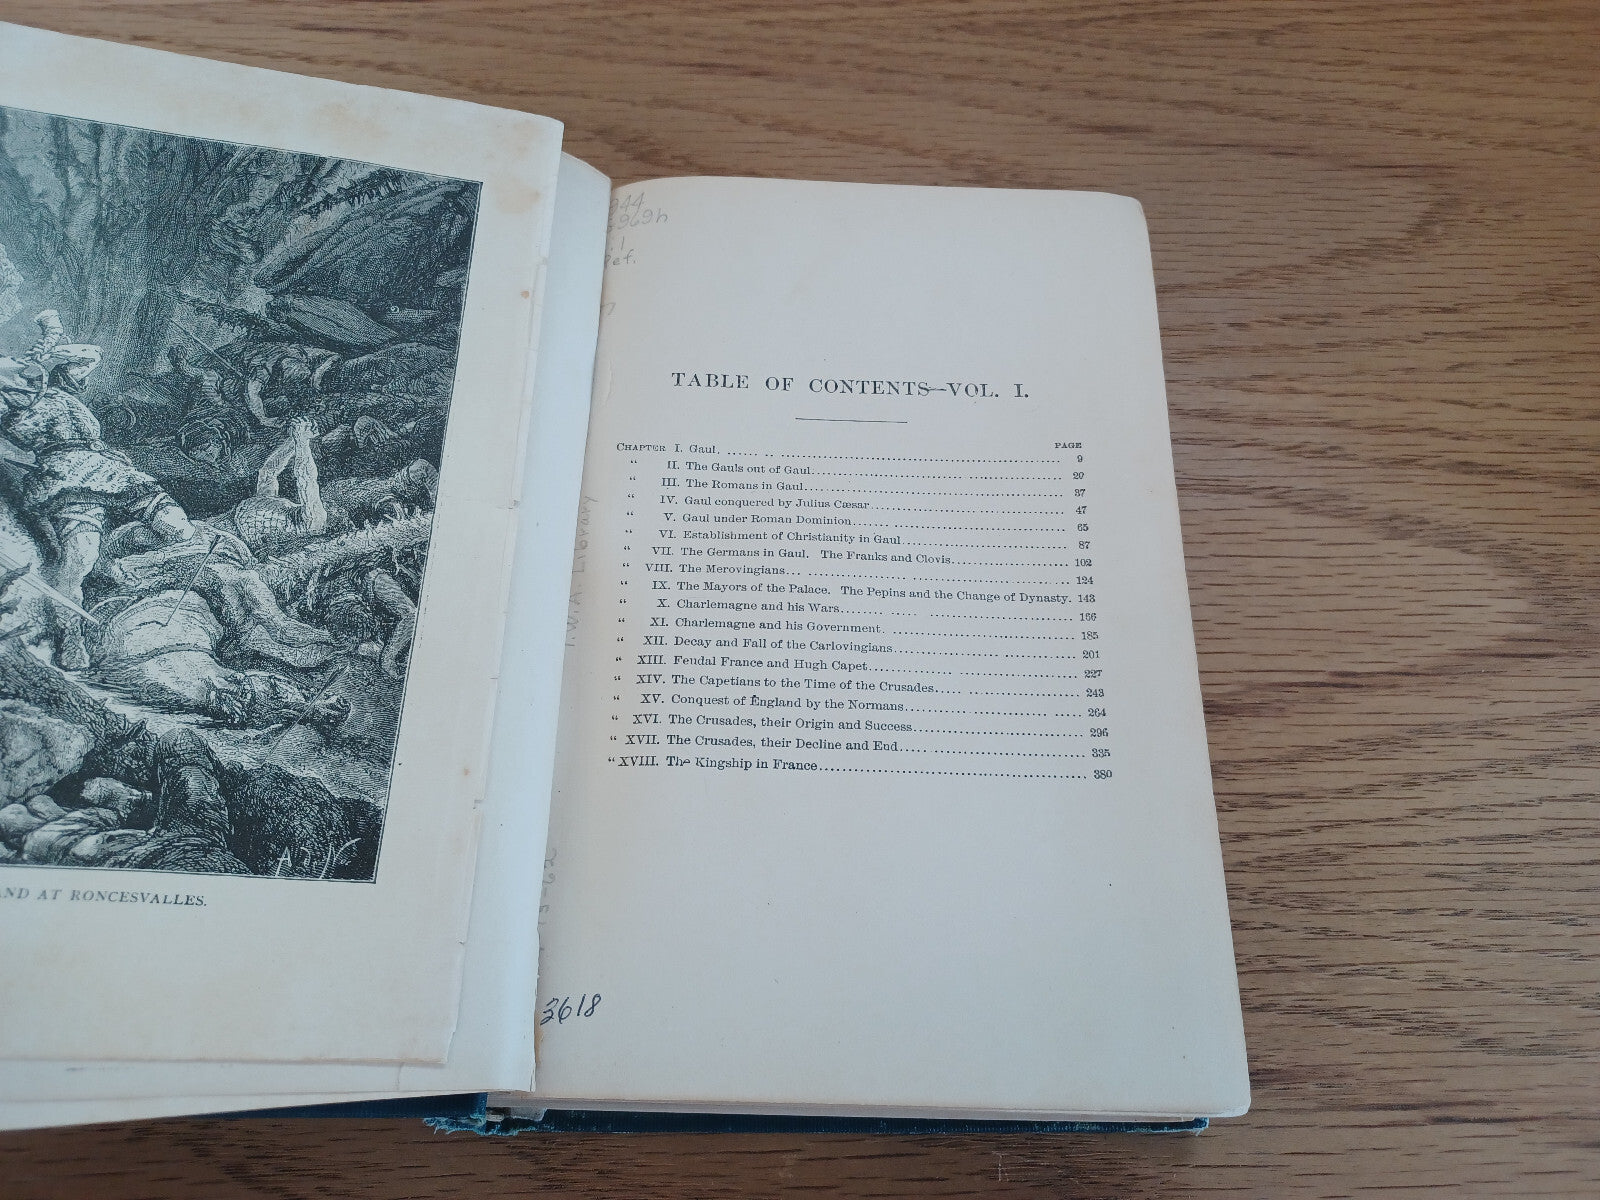 944
969h
.1
Ref.
TABLE OF CONTENTS—VOL. I.
PAGE
CHAPTER I. Gaul. 9
" II. The Gauls out of Gaul 20
" III. The Romans in Gaul 37
" IV. Gaul conquered by Julius Cæsar 47
" V. Gaul under Roman Dominion 65
" VI. Establishment of Christianity in Gaul 87
" VII. The Germans in Gaul. The Franks and Clovis 102
" VIII. The Merovingians 124
" IX. The Mayors of the Palace. The Pepins and the Change of Dynasty. 143
" X. Charlemagne and his Wars 166
" XI. Charlemagne and his Government. 185
" XII. Decay and Fall of the Carlovingians 201
" XIII. Feudal France and Hugh Capet 227
" XIV. The Capetians to the Time of the Crusades 243
" XV. Conquest of England by the Normans 264
" XVI. The Crusades, their Origin and Success 296
" XVII. The Crusades, their Decline and End 335
" XVIII. The Kingship in France 380
Library
3618
AND AT RONCESVALLES.